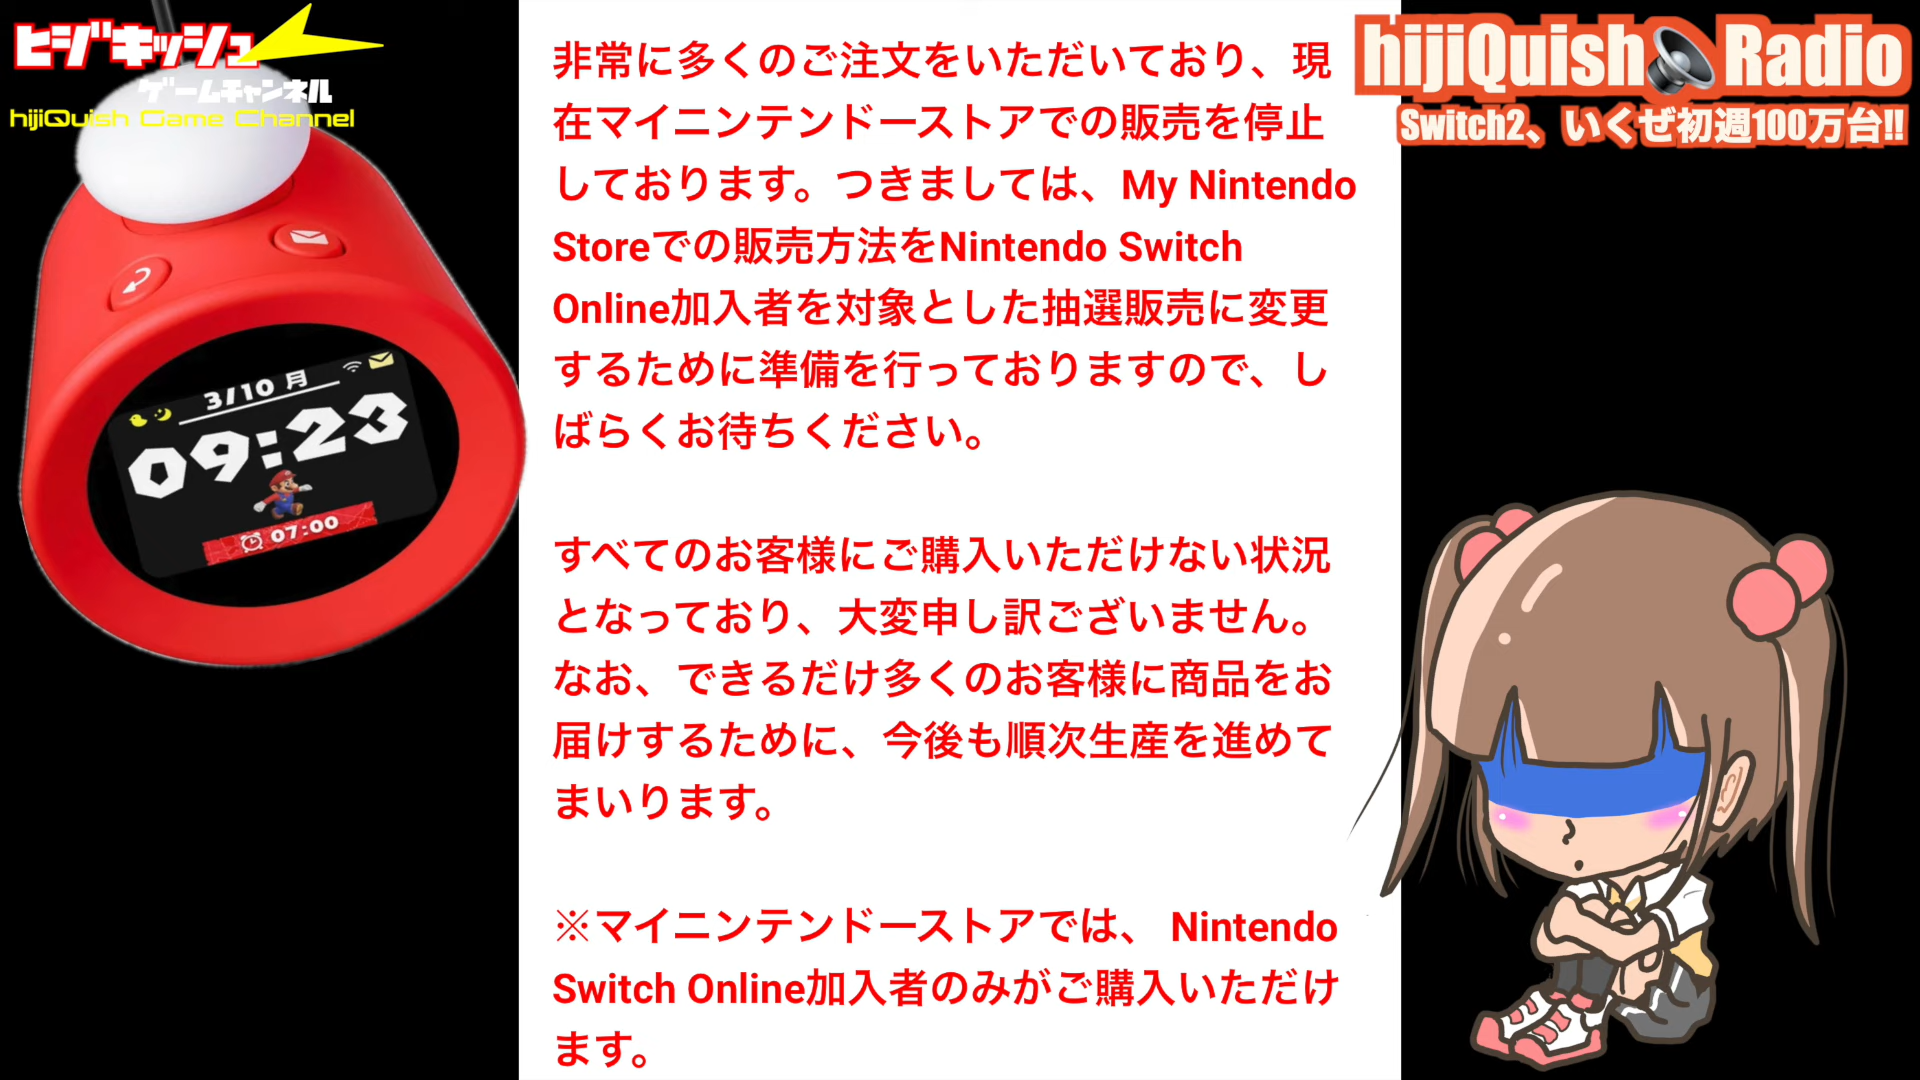 ヒジキッシュ
ゲームチャンネル
hijiQuish Game Channel
3/10 月
09:23
07:00
非常に多くのご注文をいただいており、現
在マイニンテンドーストアでの販売を停止
しております。つきましては、My Nintendo
Storeでの販売方法をNintendo Switch
Online加入者を対象とした抽選販売に変更
するために準備を行っておりますので、し
ばらくお待ちください。
すべてのお客様にご購入いただけない状況
となっており、大変申し訳ございません。
なお、できるだけ多くのお客様に商品をお
届けするために、今後も順次生産を進めて
まいります。
※マイニンテンドーストアでは、 Nintendo
Switch Online加入者のみがご購入いただけ
ます。
hijiQuish Radio
Switch2、いくぜ初週100万台!!